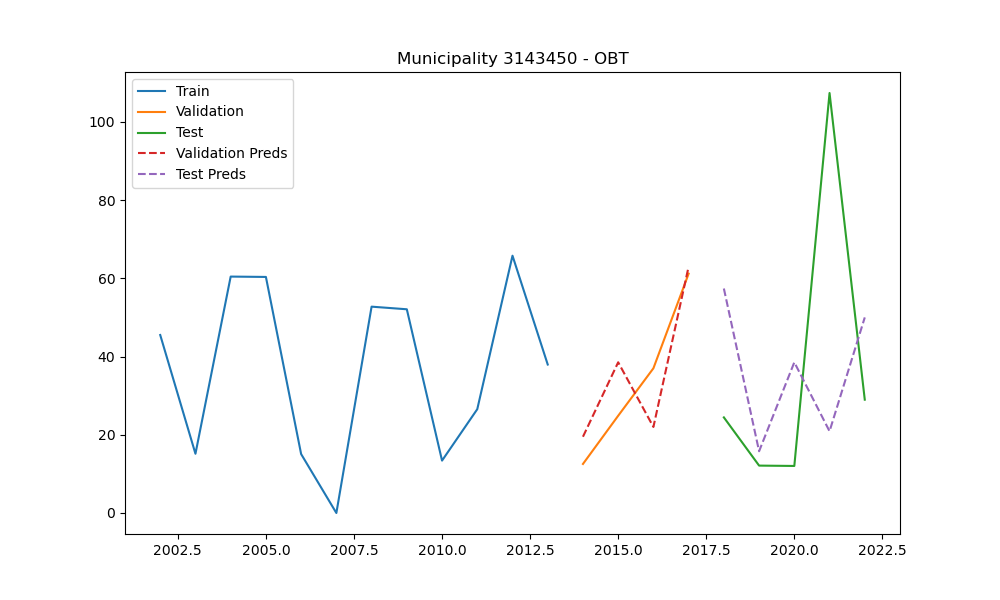 Municipality 3143450 - OBT
Train
Validation
Test
Validation Preds
Test Preds
100
80
60
40
20
0
2002.5 2005.0 2007.5 2010.0 2012.5 2015.0 2017.5 2020.0 2022.5